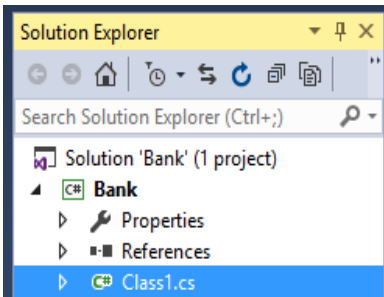 Solution Explorer
Search Solution Explorer (Ctrl+;)
Solution 'Bank' (1 project)
C# Bank
Properties
References
C# Class1.cs